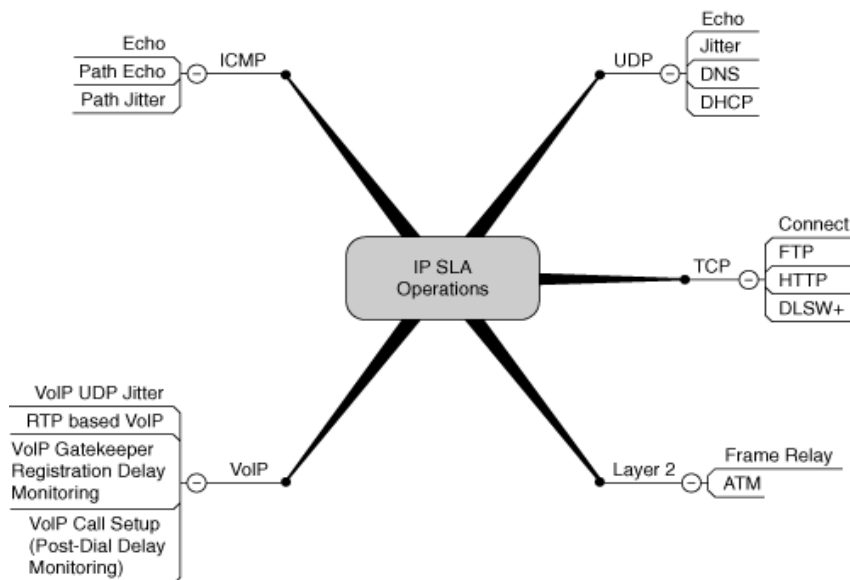 Echo
Path Echo
Path Jitter
ICMP
UDP
Echo
Jitter
DNS
DHCP
IP SLA
Operations
TCP
Connect
FTP
HTTP
DLSW+
VoIP UDP Jitter
RTP based VoIP
VoIP Gatekeeper
Registration Delay
Monitoring
VoIP Call Setup
(Post-Dial Delay
Monitoring)
VoIP
Layer 2
Frame Relay
ATM